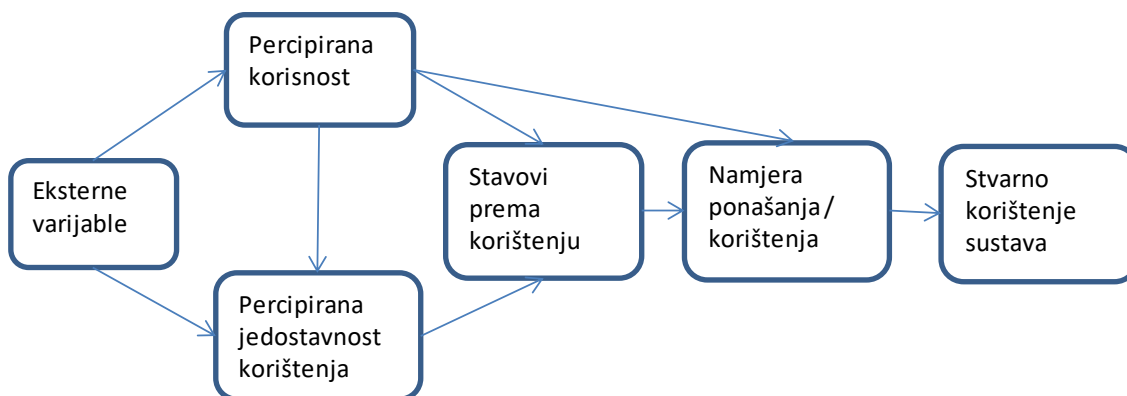 Percipirana
korisnost
Eksterne
varijable
Percipirana
jedostavnost
korištenja
Stavovi
prema
korištenju
Namjera
ponašanja /
korištenja
Stvarno
korištenje
sustava